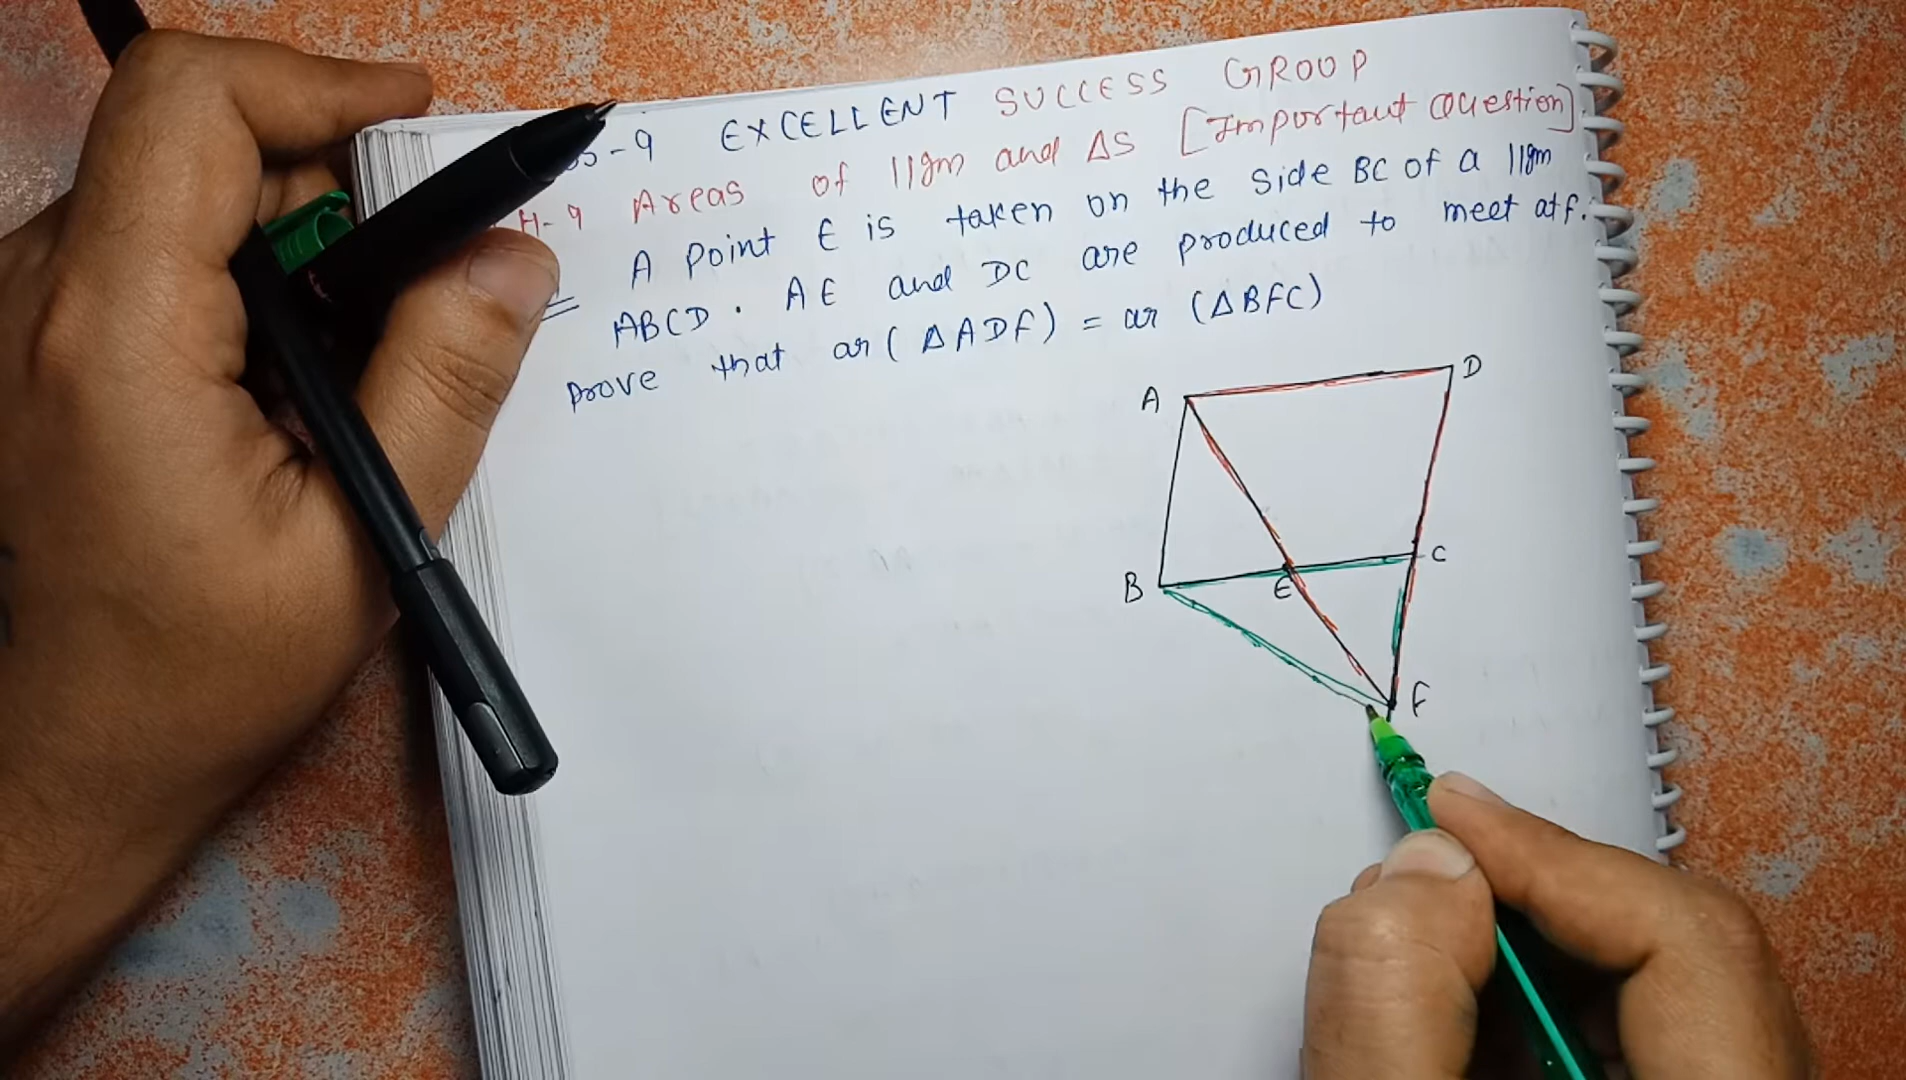 -9 EXCELLENT SUCCESS GROOP
H-9 Areas of ||gm and ΔS [Important Question]
A Point E is taken on the Side BC of a ||gm
ABCD. AE and DC are produced to meet at F.
prove that ar(ΔADF) = ar (ΔBFC)
A
D
B
E
C
F